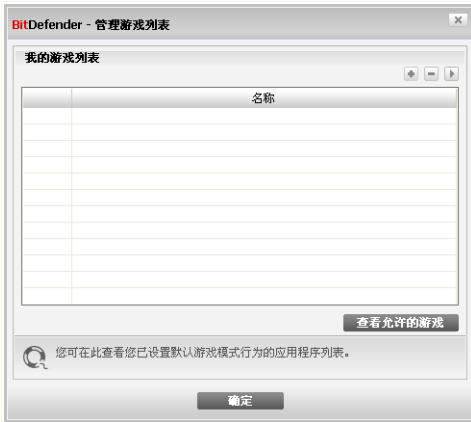 BitDefender - 管理游戏列表
我的游戏列表
名称
查看允许的游戏
您可在此查看您已设置默认游戏模式行为的应用程序列表。
确定